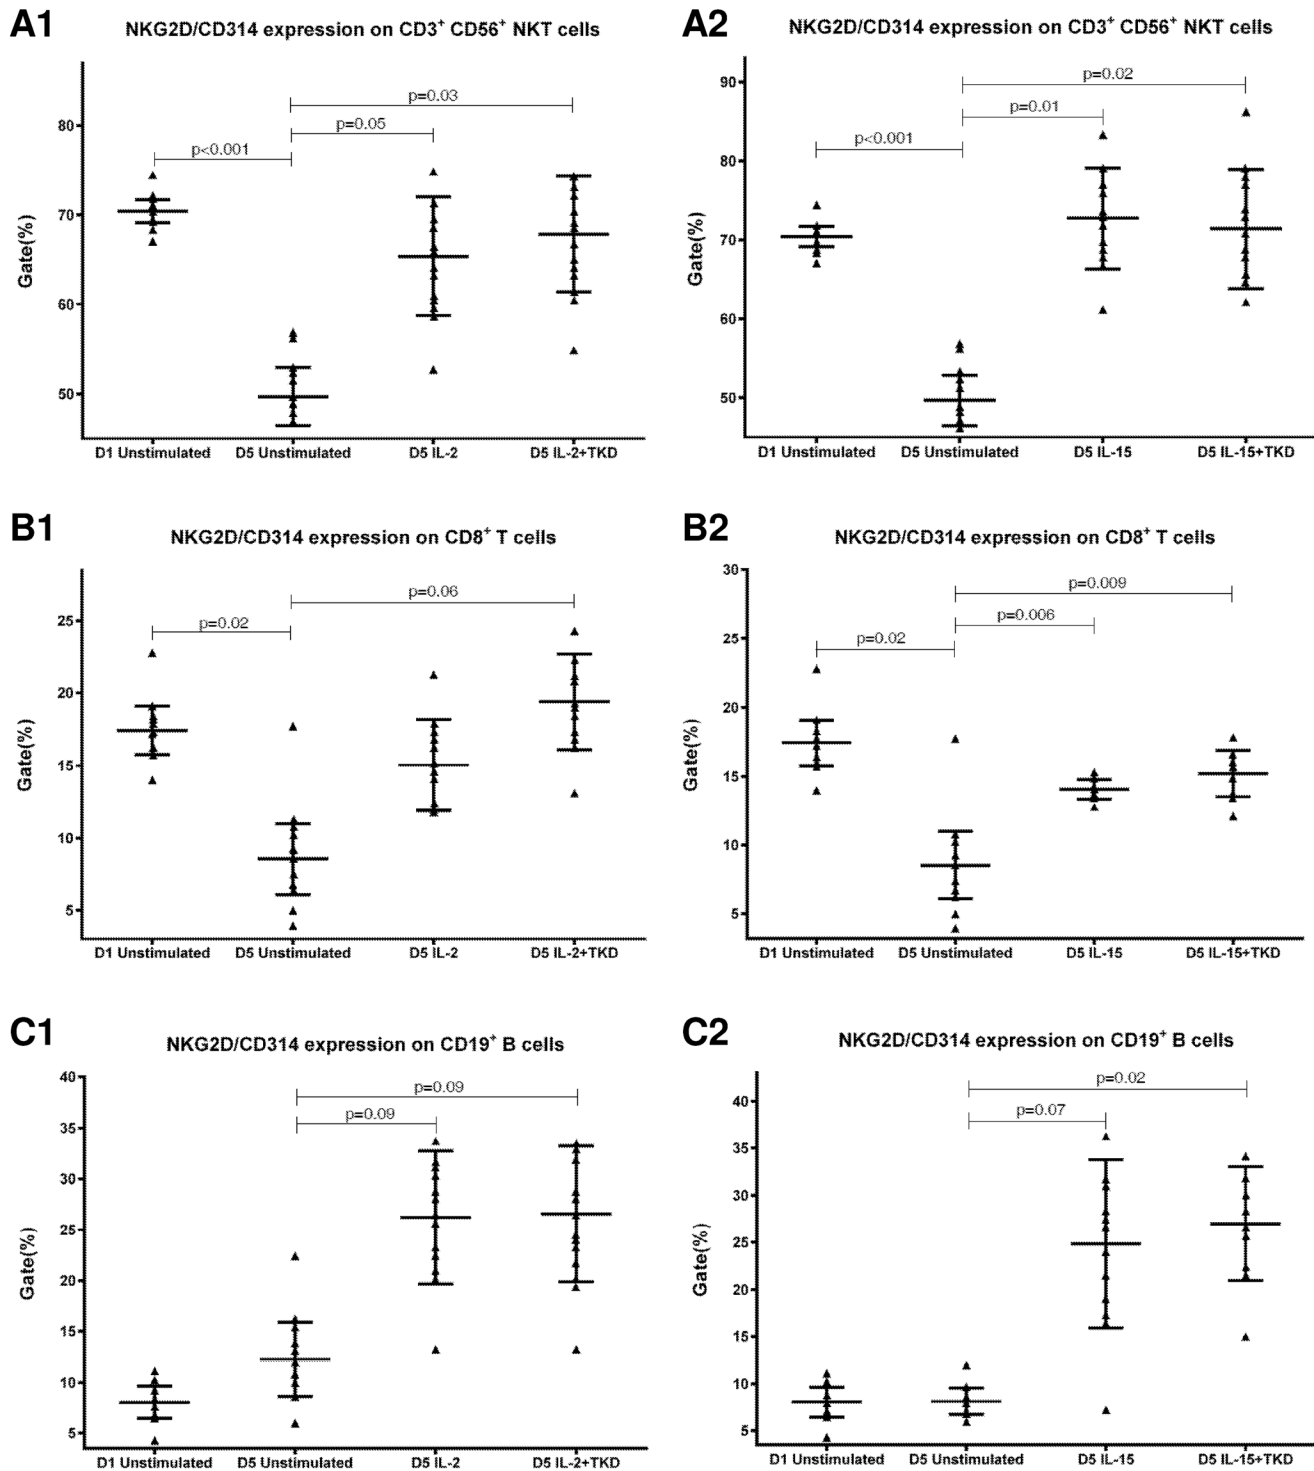 A1
NKG2D/CD314 expression on CD3⁺ CD56⁺ NKT cells
p=0.03
p=0.05
p<0.001
80
70
60
50
Gate(%)
D1 Unstimulated D5 Unstimulated D5 IL-2 D5 IL-2+TKD
A2
NKG2D/CD314 expression on CD3⁺ CD56⁺ NKT cells
p=0.02
p=0.01
p<0.001
90
80
70
60
50
Gate(%)
D1 Unstimulated D5 Unstimulated D5 IL-15 D5 IL-15+TKD
B1
NKG2D/CD314 expression on CD8⁺ T cells
p=0.06
p=0.02
25
20
15
10
5
Gate(%)
D1 Unstimulated D5 Unstimulated D5 IL-2 D5 IL-2+TKD
B2
NKG2D/CD314 expression on CD8⁺ T cells
p=0.009
p=0.006
p=0.02
30
25
20
15
10
5
Gate(%)
D1 Unstimulated D5 Unstimulated D5 IL-15 D5 IL-15+TKD
C1
NKG2D/CD314 expression on CD19⁺ B cells
p=0.09
p=0.09
40
35
30
25
20
15
10
5
Gate(%)
D1 Unstimulated D5 Unstimulated D5 IL-2 D5 IL-2+TKD
C2
NKG2D/CD314 expression on CD19⁺ B cells
p=0.02
p=0.07
40
35
30
25
20
15
10
5
Gate(%)
D1 Unstimulated D5 Unstimulated D5 IL-15 D5 IL-15+TKD